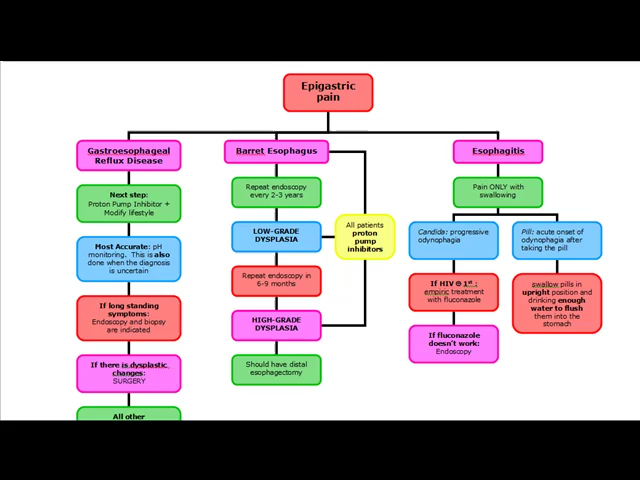 Epigastric
pain
Gastroesophageal
Reflux Disease
Next step:
Proton Pump Inhibitor +
Modify lifestyle
Most Accurate: pH
monitoring. This is also
done when the diagnosis
is uncertain
If long standing
symptoms:
Endoscopy and biopsy
are indicated
If there is dysplastic
changes:
SURGERY
All other
Barret Esophagus
Repeat endoscopy
every 2-3 years
LOW-GRADE
DYSPLASIA
Repeat endoscopy in
6-9 months
HIGH-GRADE
DYSPLASIA
Should have distal
esophagectomy
All patients
proton
pump
inhibitors
Esophagitis
Pain ONLY with
swallowing
Candida: progressive
odynophagia
If HIV 1st :
empiric treatment
with fluconazole
If fluconazole
doesn't work:
Endoscopy
Pill: acute onset of
odynophagia after
taking the pill
swallow pills in
upright position and
drinking enough
water to flush
them into the
stomach